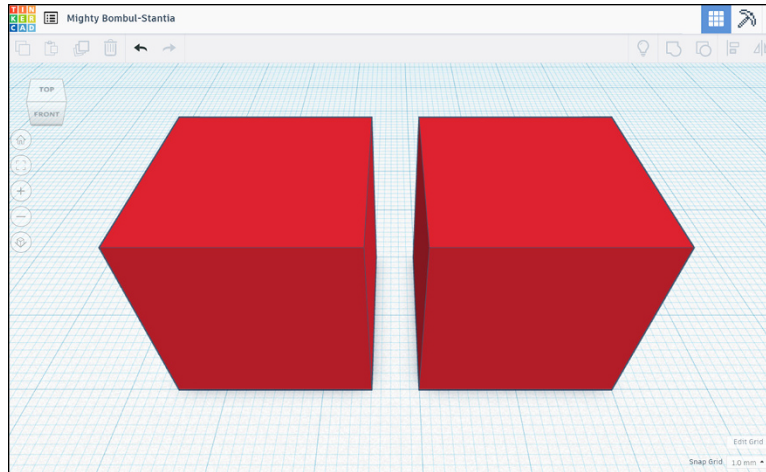 TIN
KER
CAD
Mighty Bombul-Stantia
TOP
FRONT
Edit Grid
Snap Grid 1.0 mm